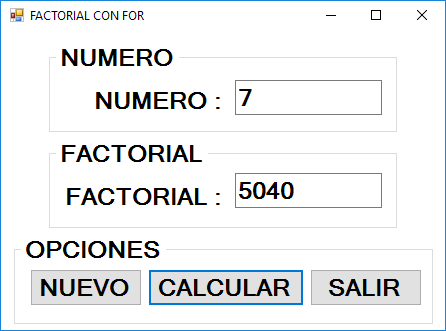 FACTORIAL CON FOR
NUMERO
NUMERO : 7
FACTORIAL
FACTORIAL : 5040
OPCIONES
NUEVO CALCULAR SALIR